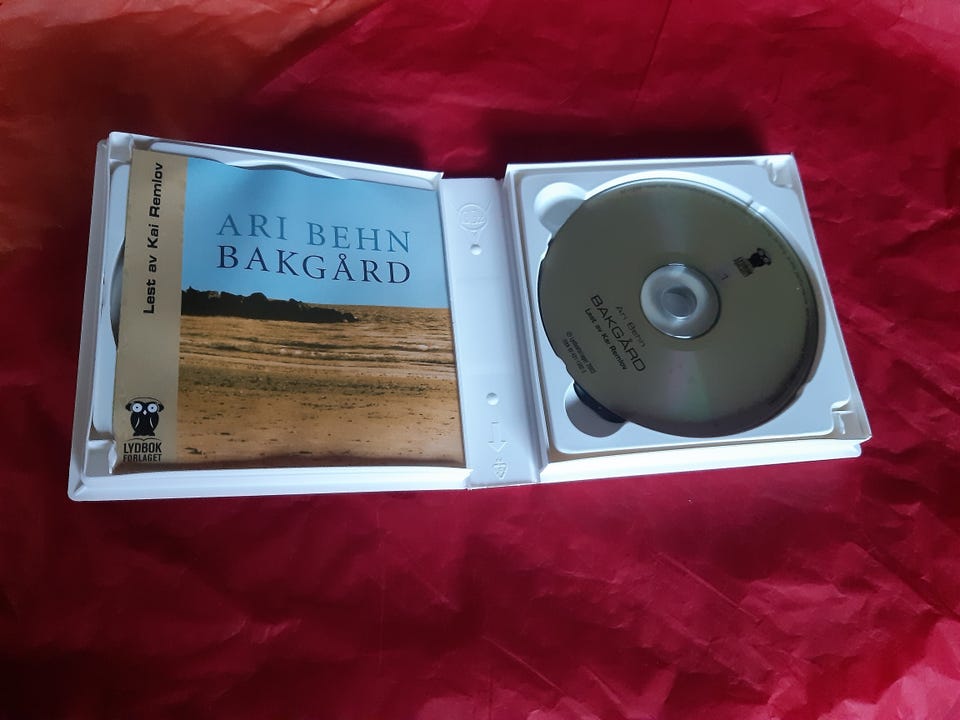 Lest av Kai Remlov
ARI BEHN
BAKGÅRD
LYDBOK
FORLAGET
1
Ari Behn
BAKGÅRD
Lest av Kai Remlov